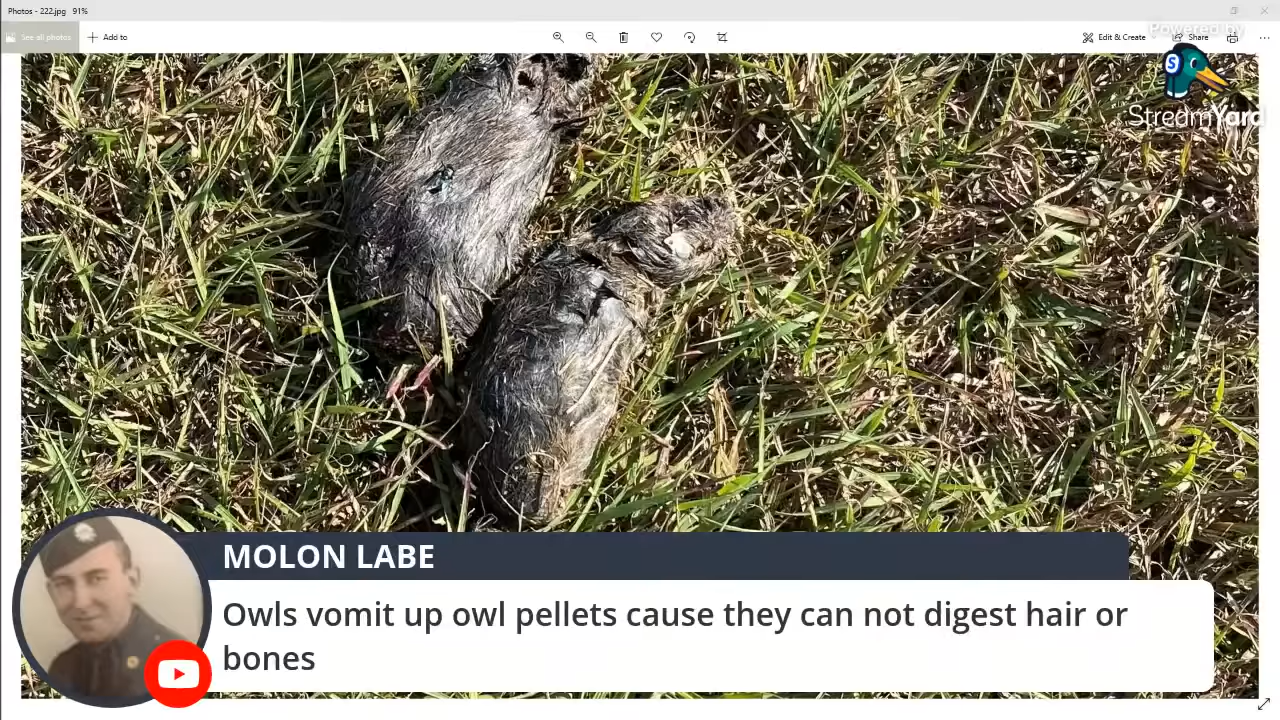 Photos - 222.jpg   91%
See all photos
Add to
Edit & Create
Share
Powered by
StreamYard
MOLON LABE
Owls vomit up owl pellets cause they can not digest hair or
bones